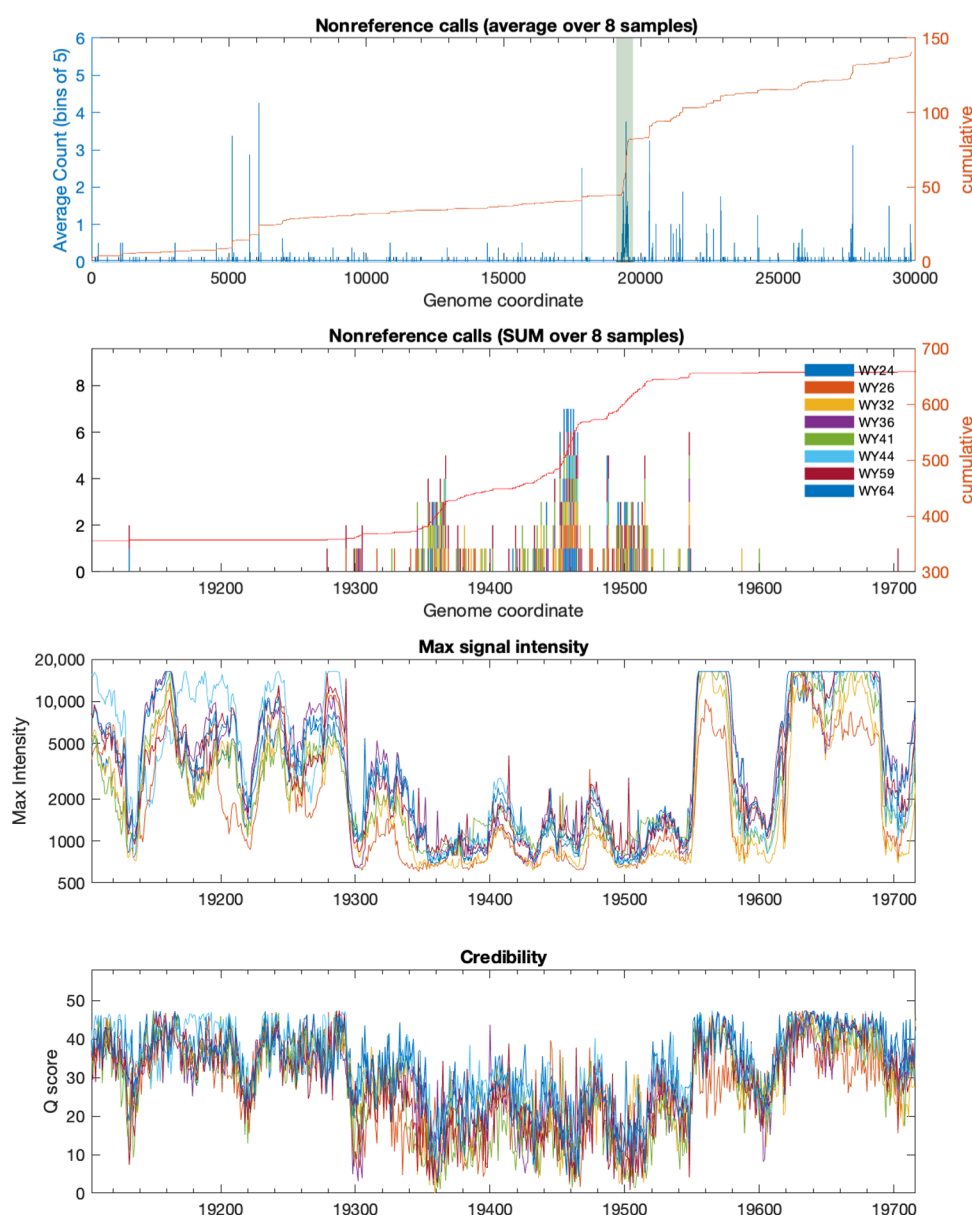 Nonreference calls (average over 8 samples)
Average Count (bins of 5)
6
5
4
3
2
1
0
150
100
50
0
cumulative
0 5000 10000 15000 20000 25000 30000
Genome coordinate
Nonreference calls (SUM over 8 samples)
8
6
4
2
0
WY24
WY26
WY32
WY36
WY41
WY44
WY59
WY64
700
600
500
400
300
cumulative
19200 19300 19400 19500 19600 19700
Genome coordinate
Max signal intensity
Max Intensity
20,000
10,000
5000
2000
1000
500
19200 19300 19400 19500 19600 19700
Credibility
Q score
50
40
30
20
10
0
19200 19300 19400 19500 19600 19700